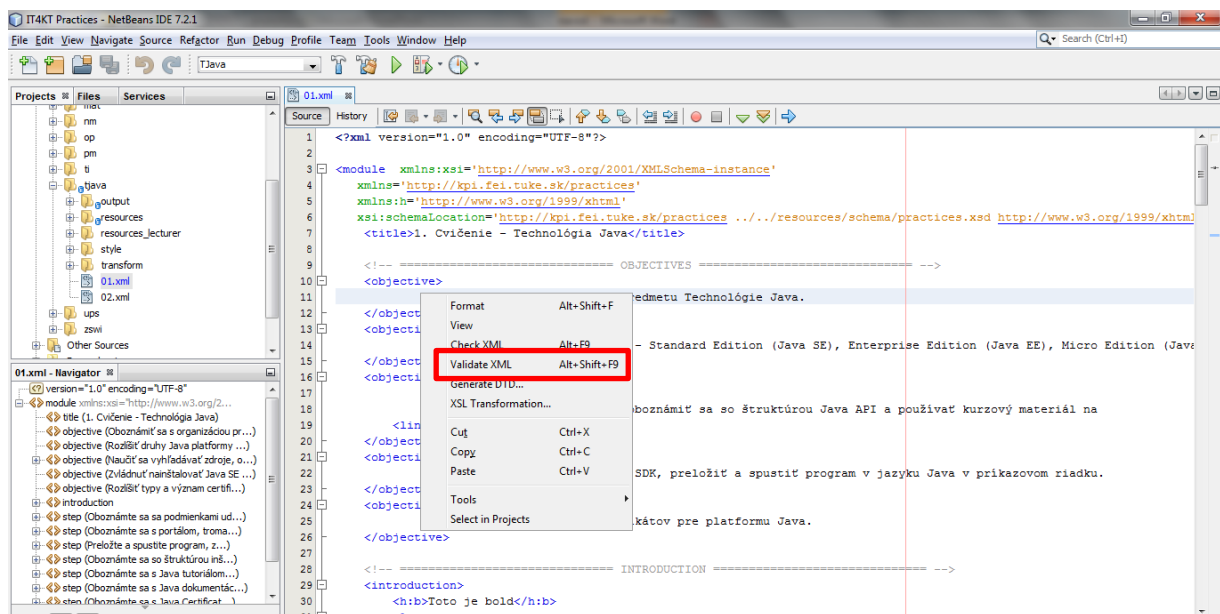 IT4KT Practices - NetBeans IDE 7.2.1
File Edit View Navigate Source Refactor Run Debug Profile Team Tools Window Help
Search (Ctrl+I)
TJava
Projects Files Services
nm
op
pm
ti
tjava
output
resources
resources_lecturer
style
transform
01.xml
02.xml
ups
zswi
Other Sources
01.xml - Navigator
version="1.0" encoding="UTF-8"
module xmlns:xsi="http://www.w3.org/2...
title (1. Cvičenie - Technológia Java)
objective (Oboznámiť sa s organizáciou pr...)
objective (Rozlíšiť druhy Java platformy ...)
objective (Naučiť sa vyhľadávať zdroje, o...)
objective (Zvládnuť nainštalovať Java SE ...)
objective (Rozlíšiť typy a význam certifi...)
introduction
step (Oboznámte sa sa podmienkami ud...)
step (Oboznámte sa s portálom, troma...)
step (Preložte a spustite program, z...)
step (Oboznámte sa so štruktúrou inš...)
step (Oboznámte sa s Java tutoriálom...)
step (Oboznámte sa s Java dokumentác...)
step (Oboznámte sa s Java Certificat...)
01.xml
Source History
1 <?xml version="1.0" encoding="UTF-8"?>
2
3 <module xmlns:xsi='http://www.w3.org/2001/XMLSchema-instance'
4 xmlns='http://kpi.fei.tuke.sk/practices'
5 xmlns:h='http://www.w3.org/1999/xhtml'
6 xsi:schemaLocation='http://kpi.fei.tuke.sk/practices ../../resources/schema/practices.xsd http://www.w3.org/1999/xhtml
7 <title>1. Cvičenie - Technológia Java</title>
8
9 <!-- ================================ OBJECTIVES ================================ -->
10 <objective>
11 redmetu Technológie Java.
12 </object
13 <objecti
14 - Standard Edition (Java SE), Enterprise Edition (Java EE), Micro Edition (Java
15 </object
16 <objecti
17
18 boznámiť sa so štruktúrou Java API a používať kurzový materiál na
19 <lin
20 </object
21 <objecti
22 SDK, preložiť a spustiť program v jazyku Java v príkazovom riadku.
23 </object
24 <objecti
25 ikátov pre platformu Java.
26 </objective>
27
28 <!-- ================================ INTRODUCTION ================================ -->
29 <introduction>
30 <h:b>Toto je bold</h:b>
Format Alt+Shift+F
View
Check XML Alt+F9
Validate XML Alt+Shift+F9
Generate DTD...
XSL Transformation...
Cut Ctrl+X
Copy Ctrl+C
Paste Ctrl+V
Tools
Select in Projects